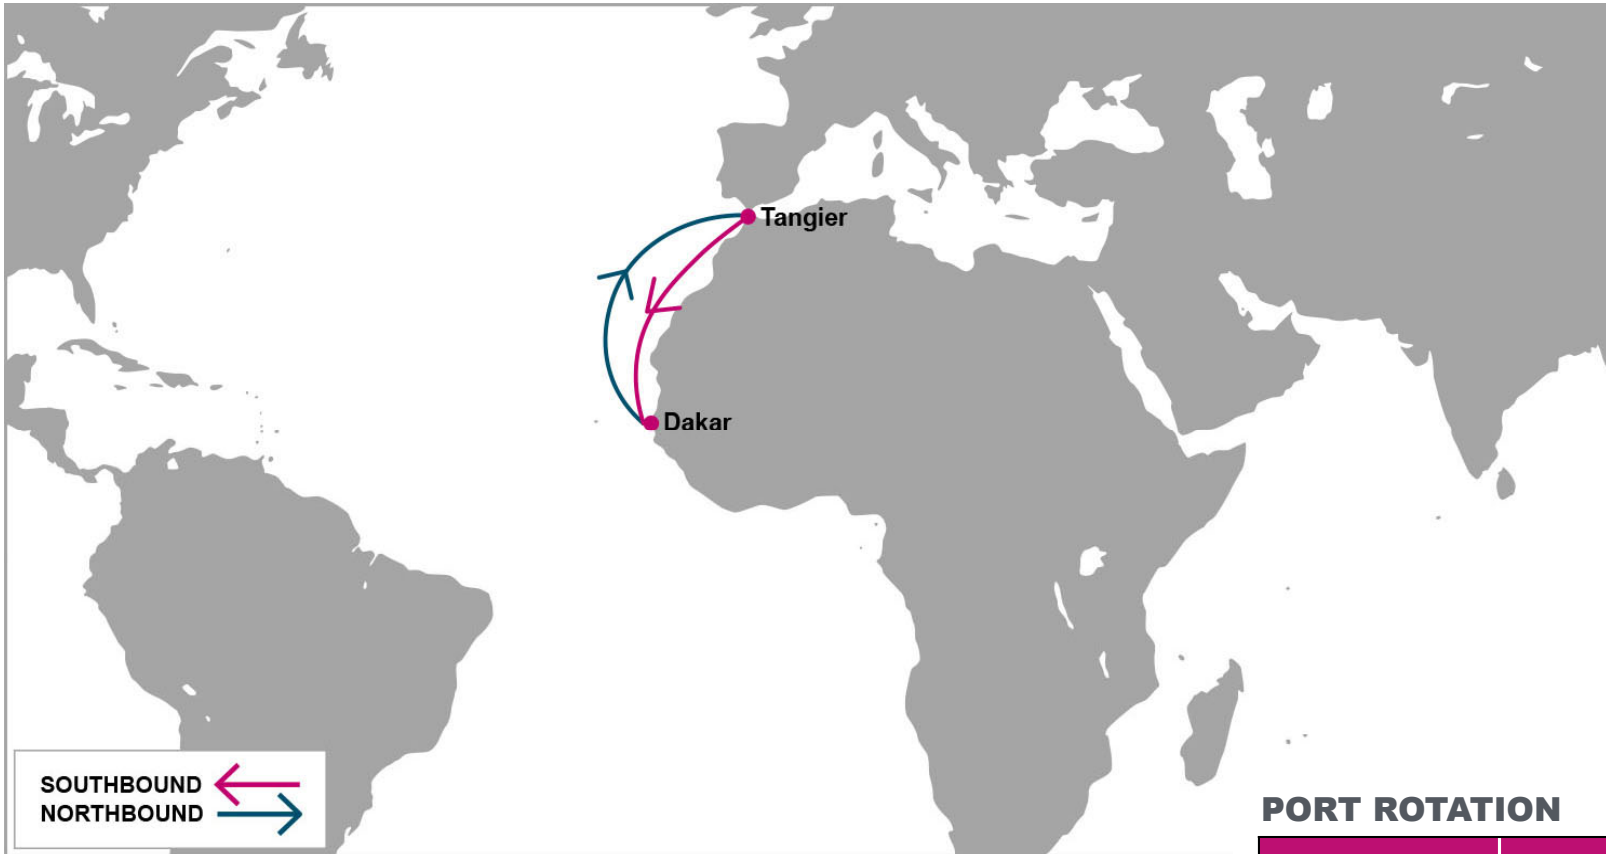 Tangier
Dakar
SOUTHBOUND
NORTHBOUND
PORT ROTATION